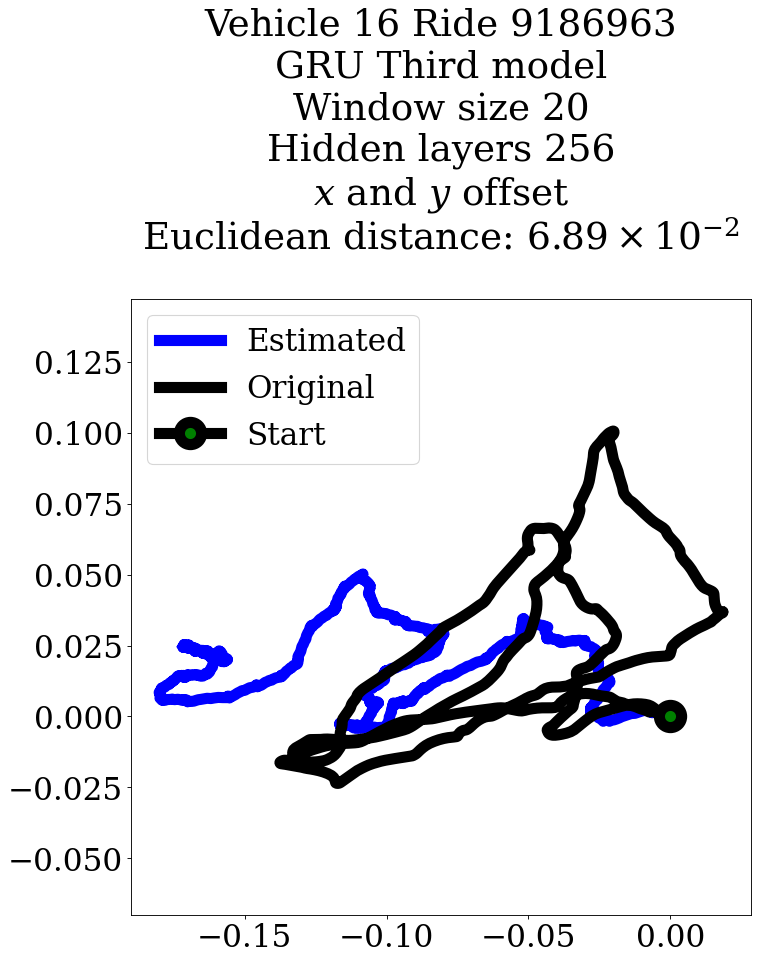 Vehicle 16 Ride 9186963
GRU Third model
Window size 20
Hidden layers 256
x and y offset
Euclidean distance: 6.89 × 10⁻²
Estimated
Original
Start
0.125
0.100
0.075
0.050
0.025
0.000
−0.025
−0.050
−0.15 −0.10 −0.05 0.00